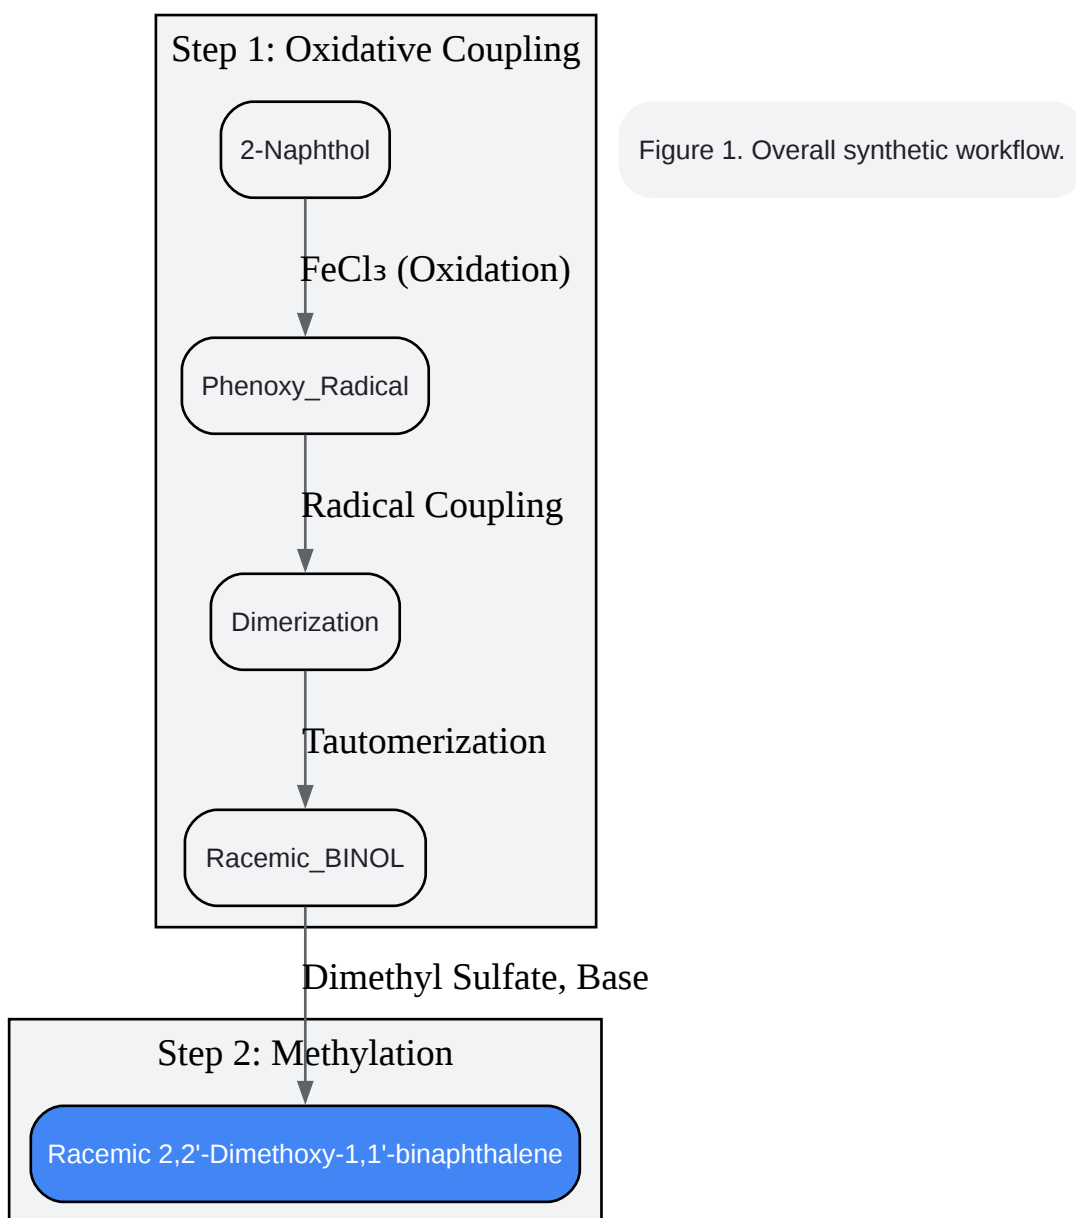 Step 1: Oxidative Coupling
2-Naphthol
Figure 1. Overall synthetic workflow.
FeCl₃ (Oxidation)
Phenoxy_Radical
Radical Coupling
Dimerization
Tautomerization
Racemic_BINOL
Dimethyl Sulfate, Base
Step 2: Methylation
Racemic 2,2'-Dimethoxy-1,1'-binaphthalene